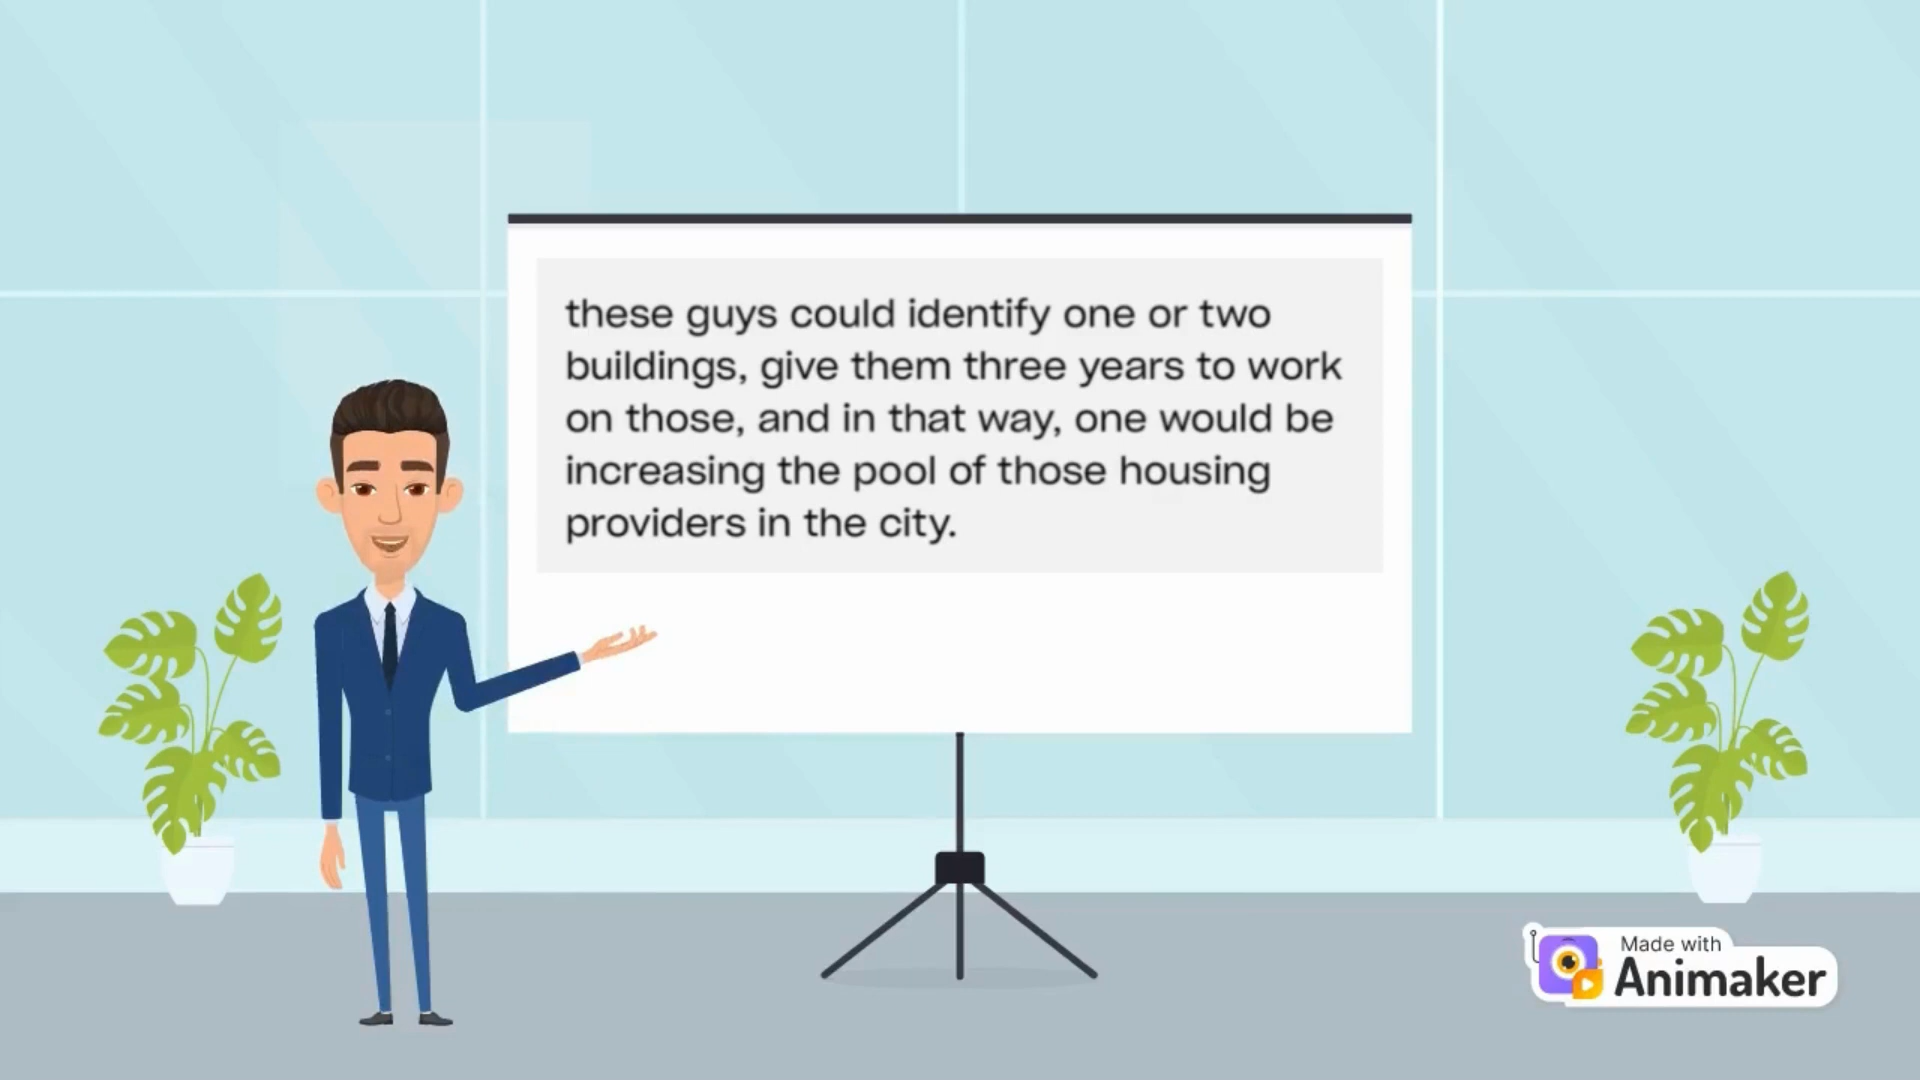 these guys could identify one or two
buildings, give them three years to work
on those, and in that way, one would be
increasing the pool of those housing
providers in the city.
Made with
Animaker